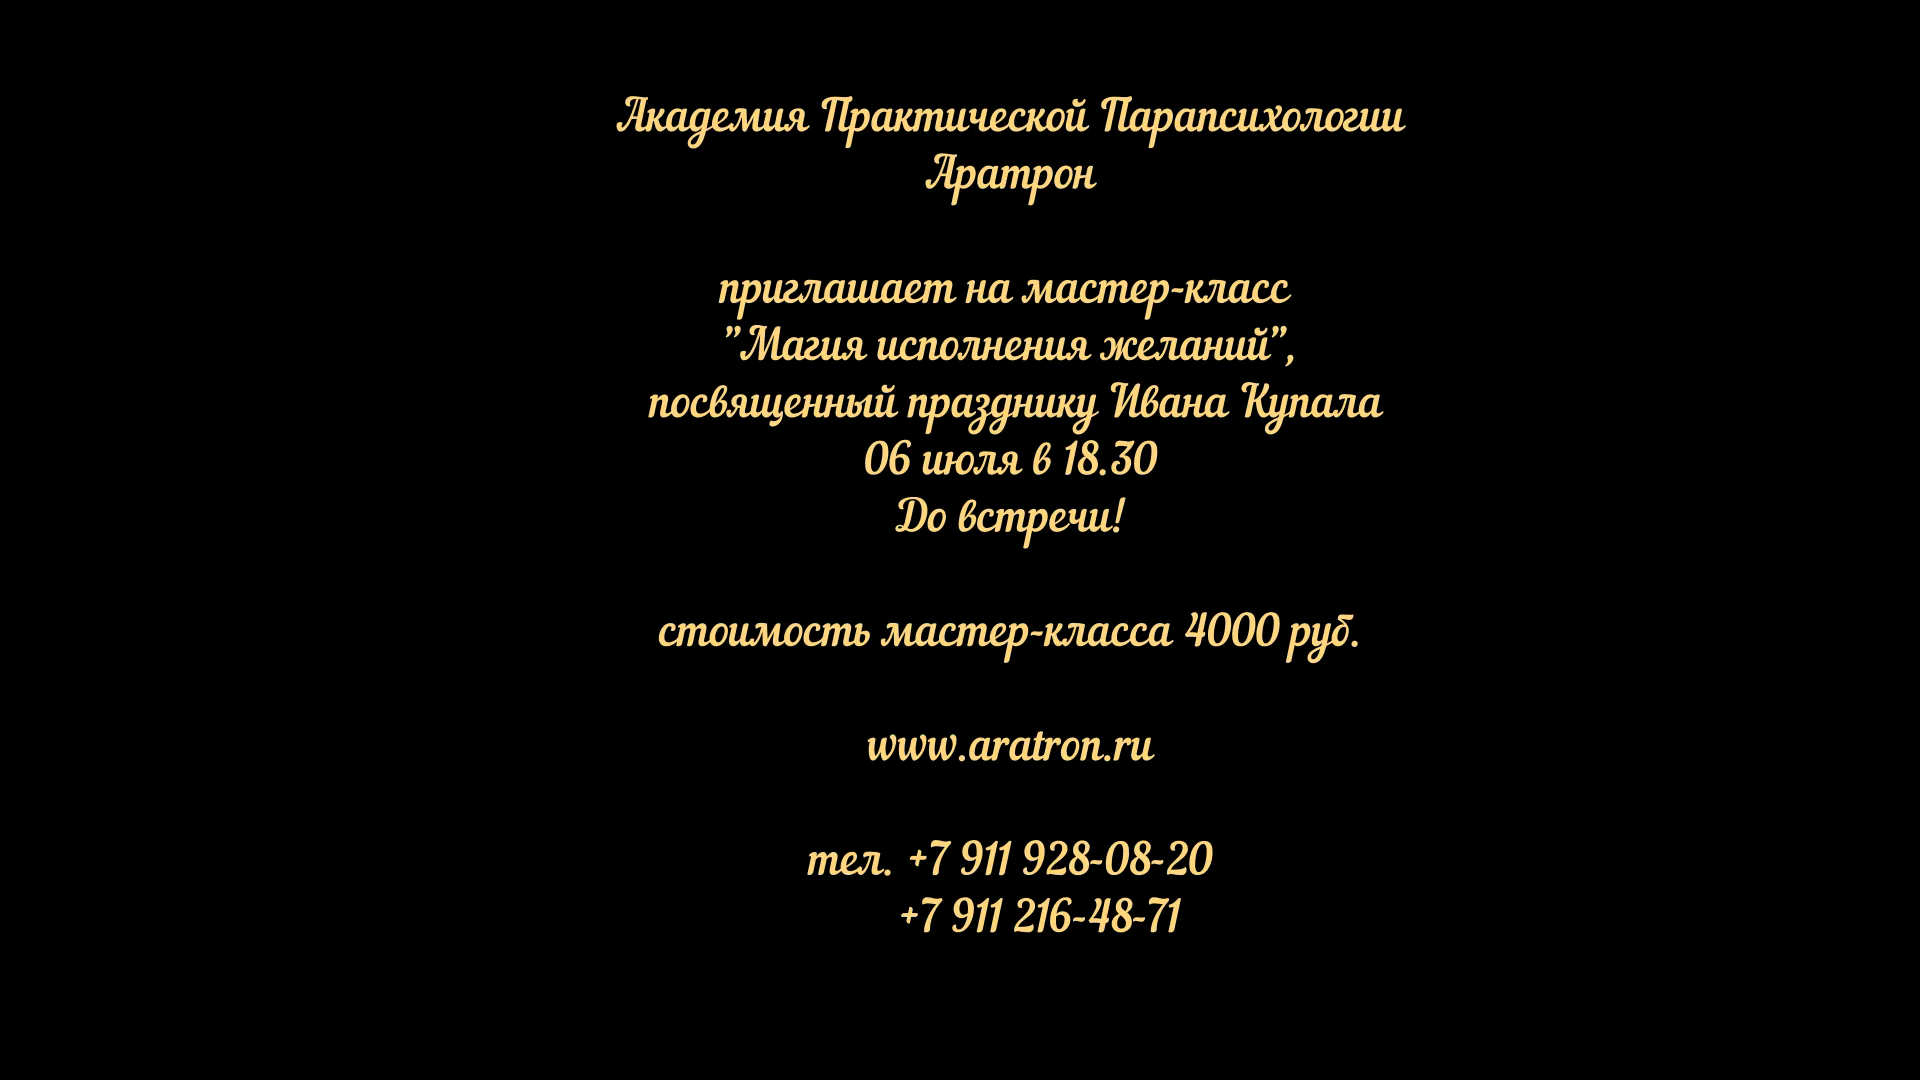 Академия Практической Парапсихологии
Аратрон
приглашает на мастер-класс
"Магия исполнения желаний",
посвященный празднику Ивана Купала
06 июля в 18.30
До встречи!
стоимость мастер-класса 4000 руб.
www.aratron.ru
тел. +7 911 928-08-20
+7 911 216-48-71